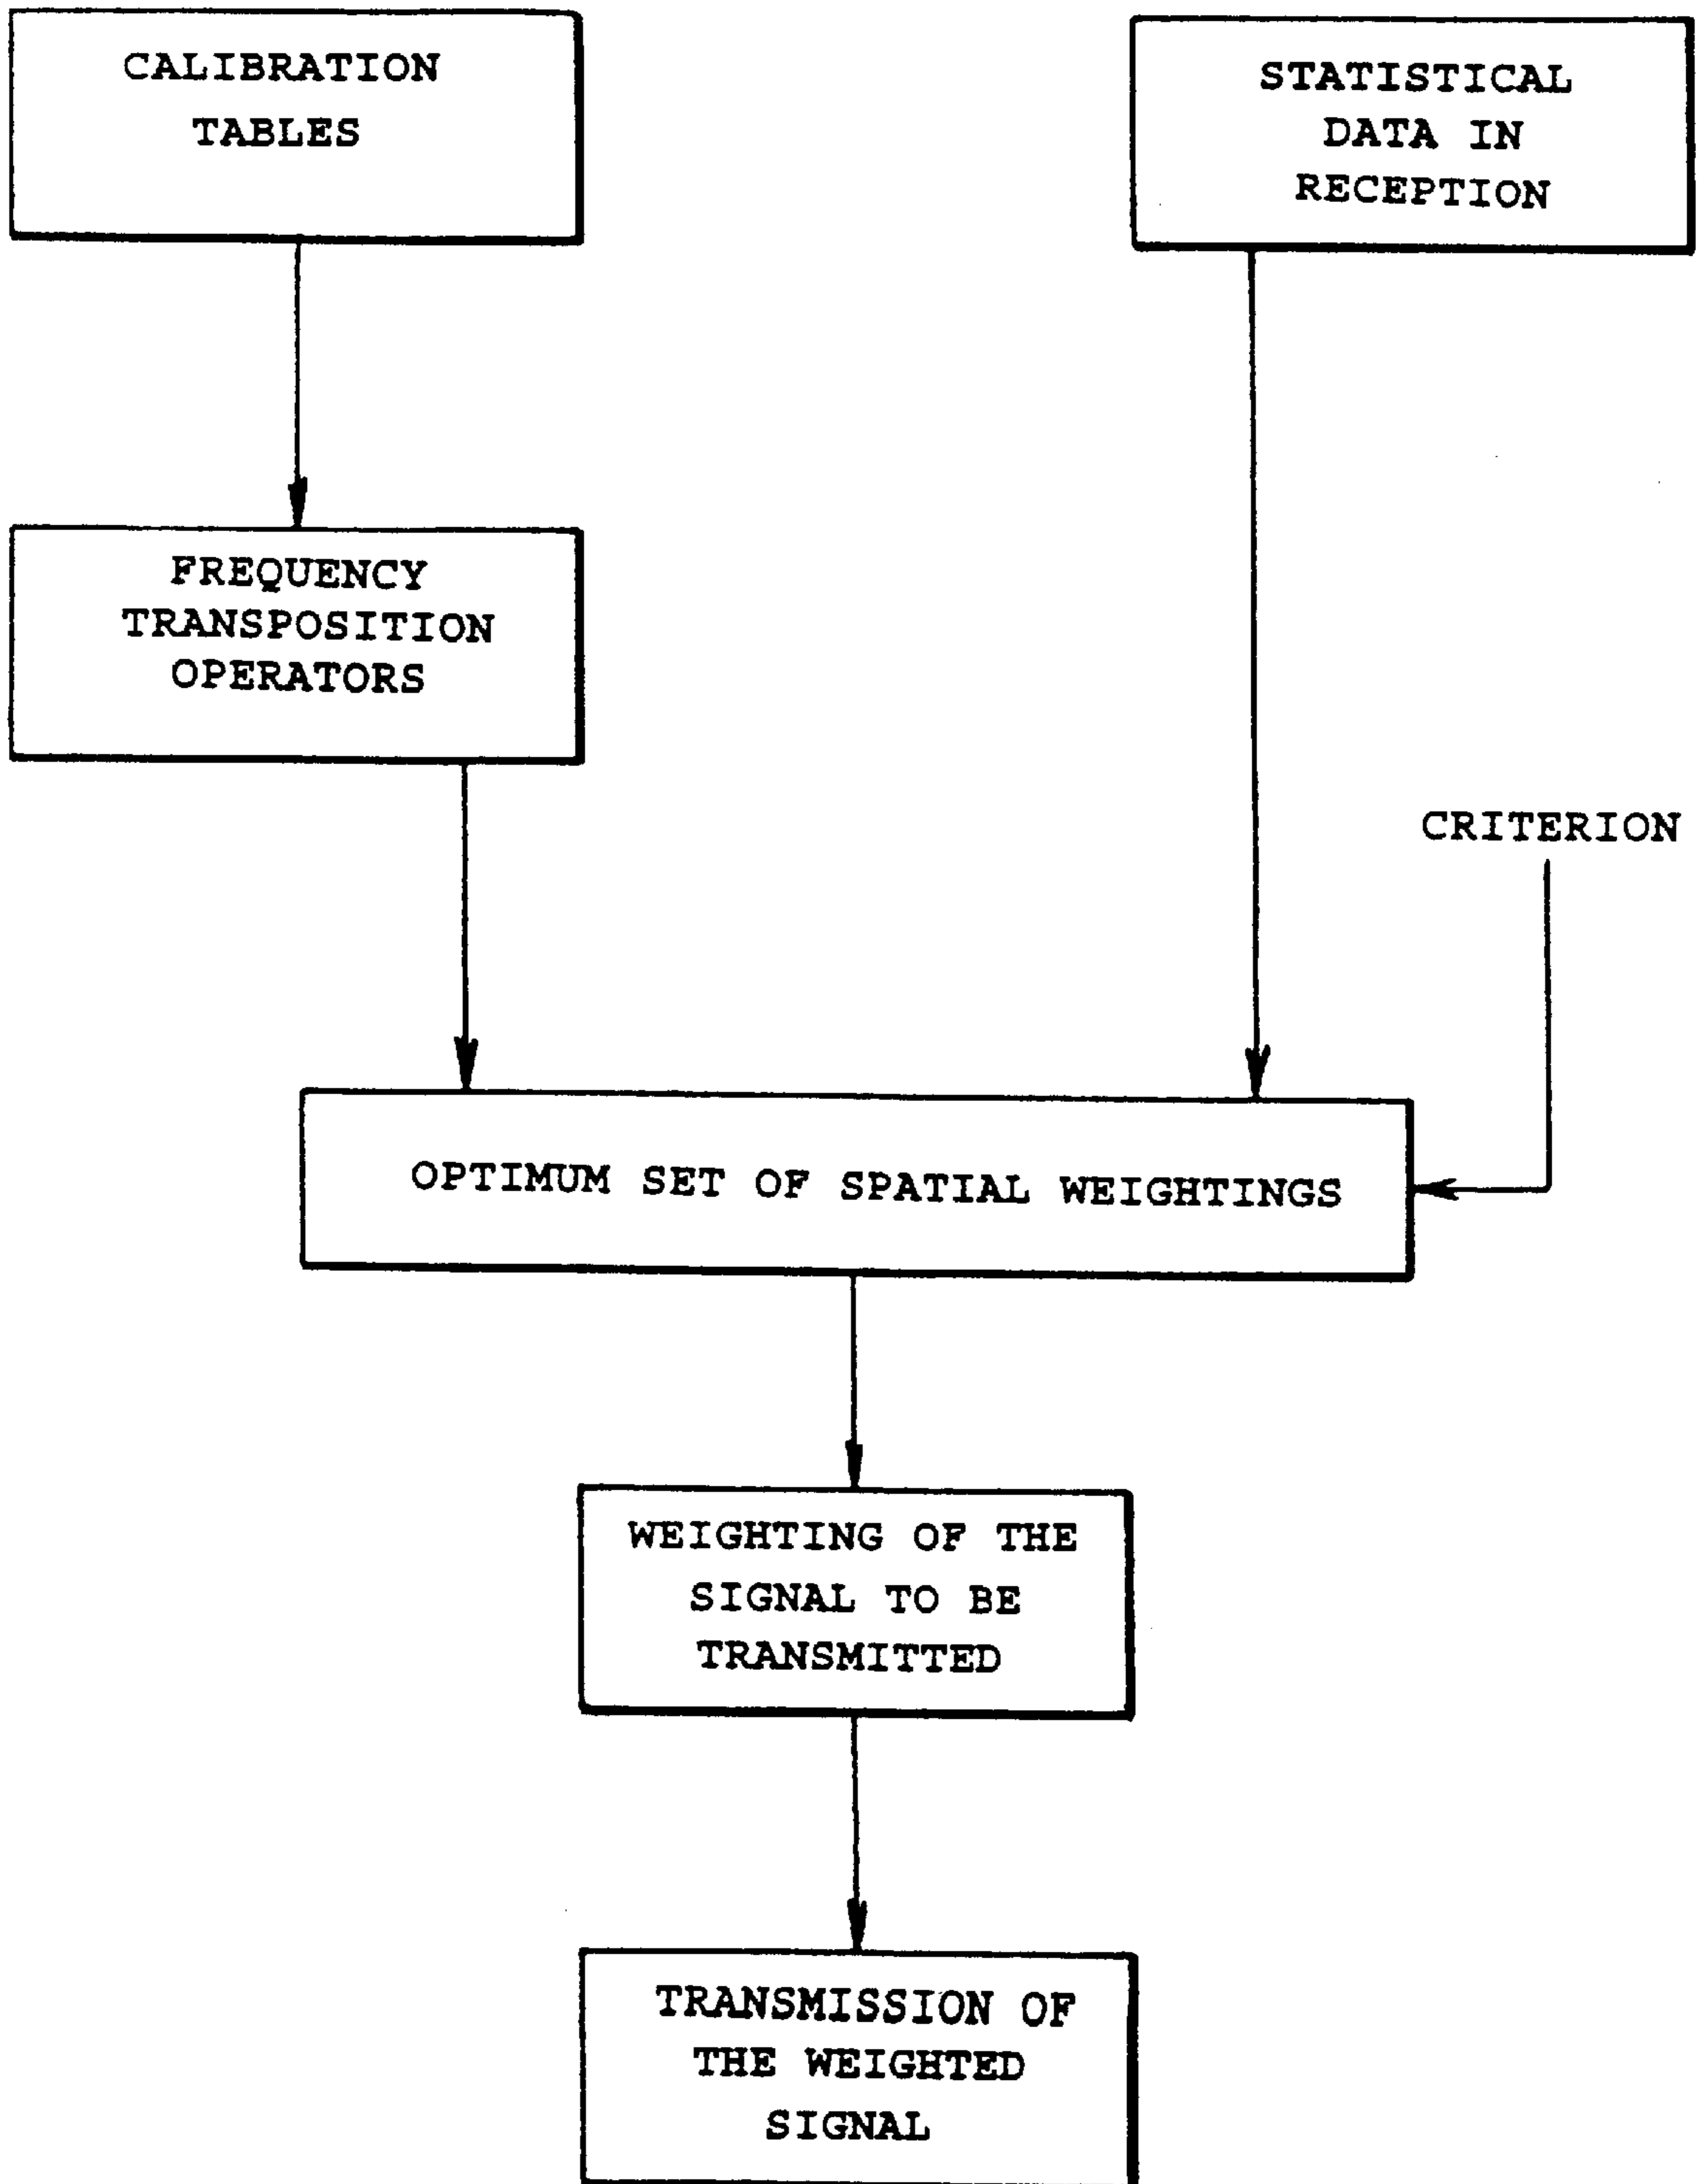 CALIBRATION
TABLES
STATISTICAL
DATA IN
RECEPTION
FREQUENCY
TRANSPOSITION
OPERATORS
CRITERION
OPTIMUM SET OF SPATIAL WEIGHTINGS
WEIGHTING OF THE
SIGNAL TO BE
TRANSMITTED
TRANSMISSION OF
THE WEIGHTED
SIGNAL